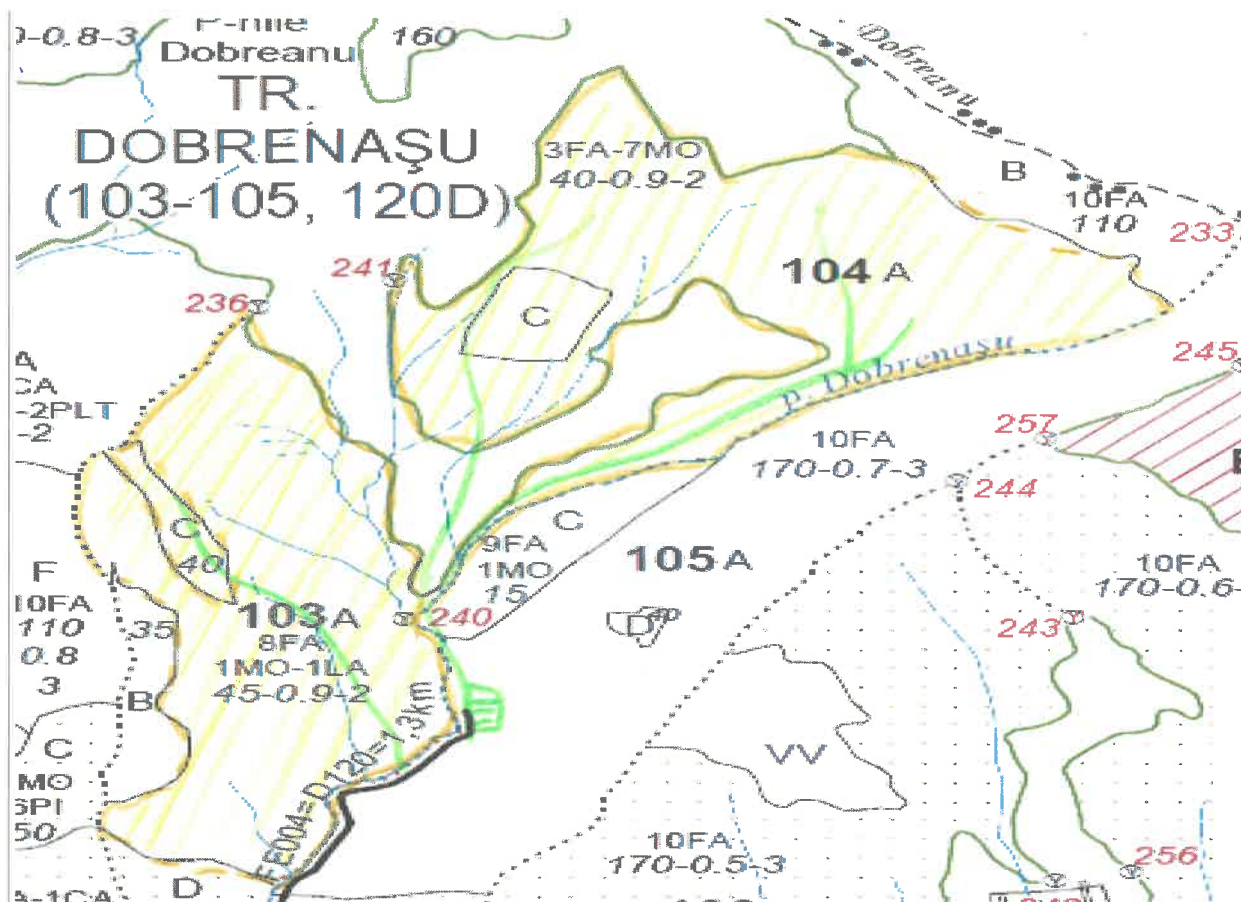 0-0.8-3
P-nile
Dobreanu
160
TR.
DOBRENAŞU
(103-105, 120D)
Dobreanu
3FA-7MO
40-0.9-2
B
10FA
110
233
241
236
104 A
C
p. Dobrenaşu
245
A
CA
-2PLT
-2
257
10FA
170-0.7-3
244
C
40
C
9FA
1MO
15
105 A
10FA
170-0.6-
F
10FA
110
0.8
3
35
103 A
8FA
1MO-1LA
45-0.9-2
240
D
243
B
C
MO
SPI
50
FE004=D120=1.3km
VV
10FA
170-0.5-3
256
D
-1CA